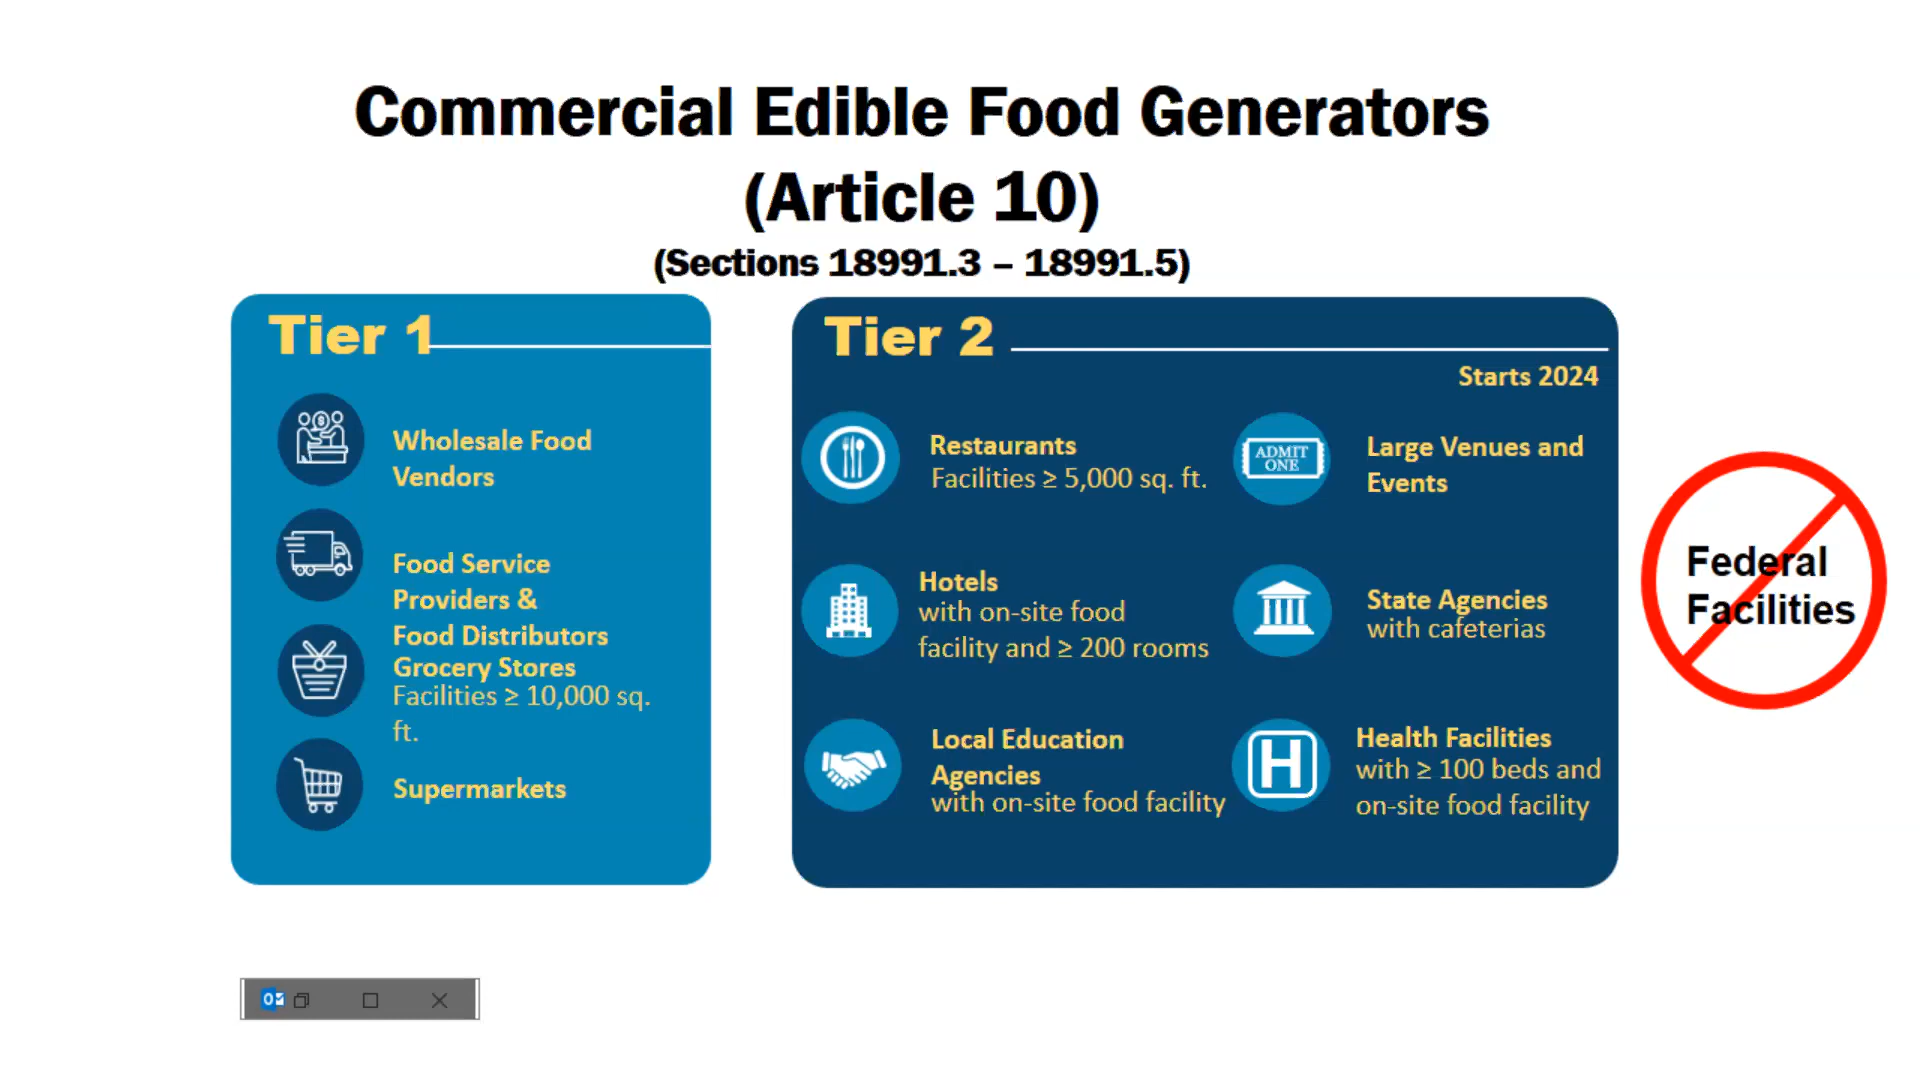 Commercial Edible Food Generators
(Article 10)
(Sections 18991.3 – 18991.5)
Tier 1
Wholesale Food
Vendors
Food Service
Providers &
Food Distributors
Grocery Stores
Facilities ≥ 10,000 sq.
ft.
Supermarkets
Tier 2
Starts 2024
Restaurants
Facilities ≥ 5,000 sq. ft.
ADMIT
ONE
Large Venues and
Events
Hotels
with on-site food
facility and ≥ 200 rooms
State Agencies
with cafeterias
Local Education
Agencies
with on-site food facility
H
Health Facilities
with ≥ 100 beds and
on-site food facility
Federal
Facilities